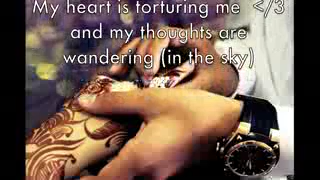 My heart is torturing me </3
and my thoughts are
wandering (in the sky)